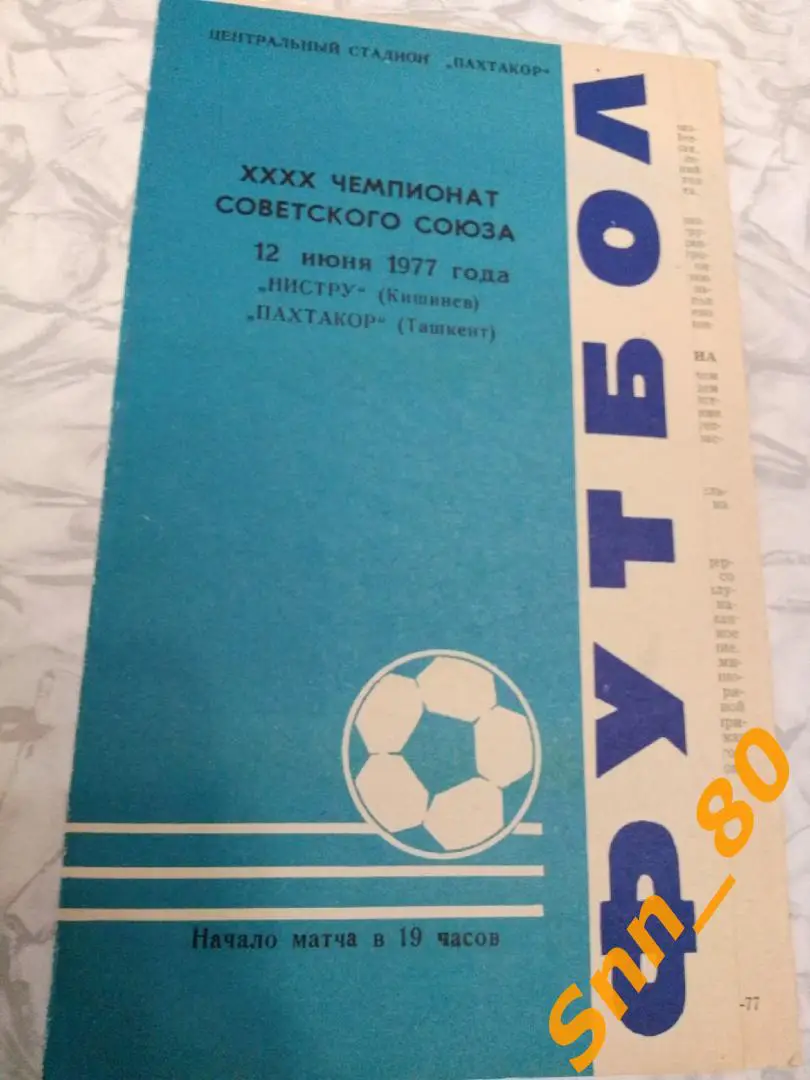 ЦЕНТРАЛЬНЫЙ СТАДИОН „ПАХТАКОР“
XXXX ЧЕМПИОНАТ
СОВЕТСКОГО СОЮЗА
12 июня 1977 года
„НИСТРУ“ (Кишинев)
„ПАХТАКОР“ (Ташкент)
Начало матча в 19 часов
ФУТБОЛ
НА
-77
Snn_80